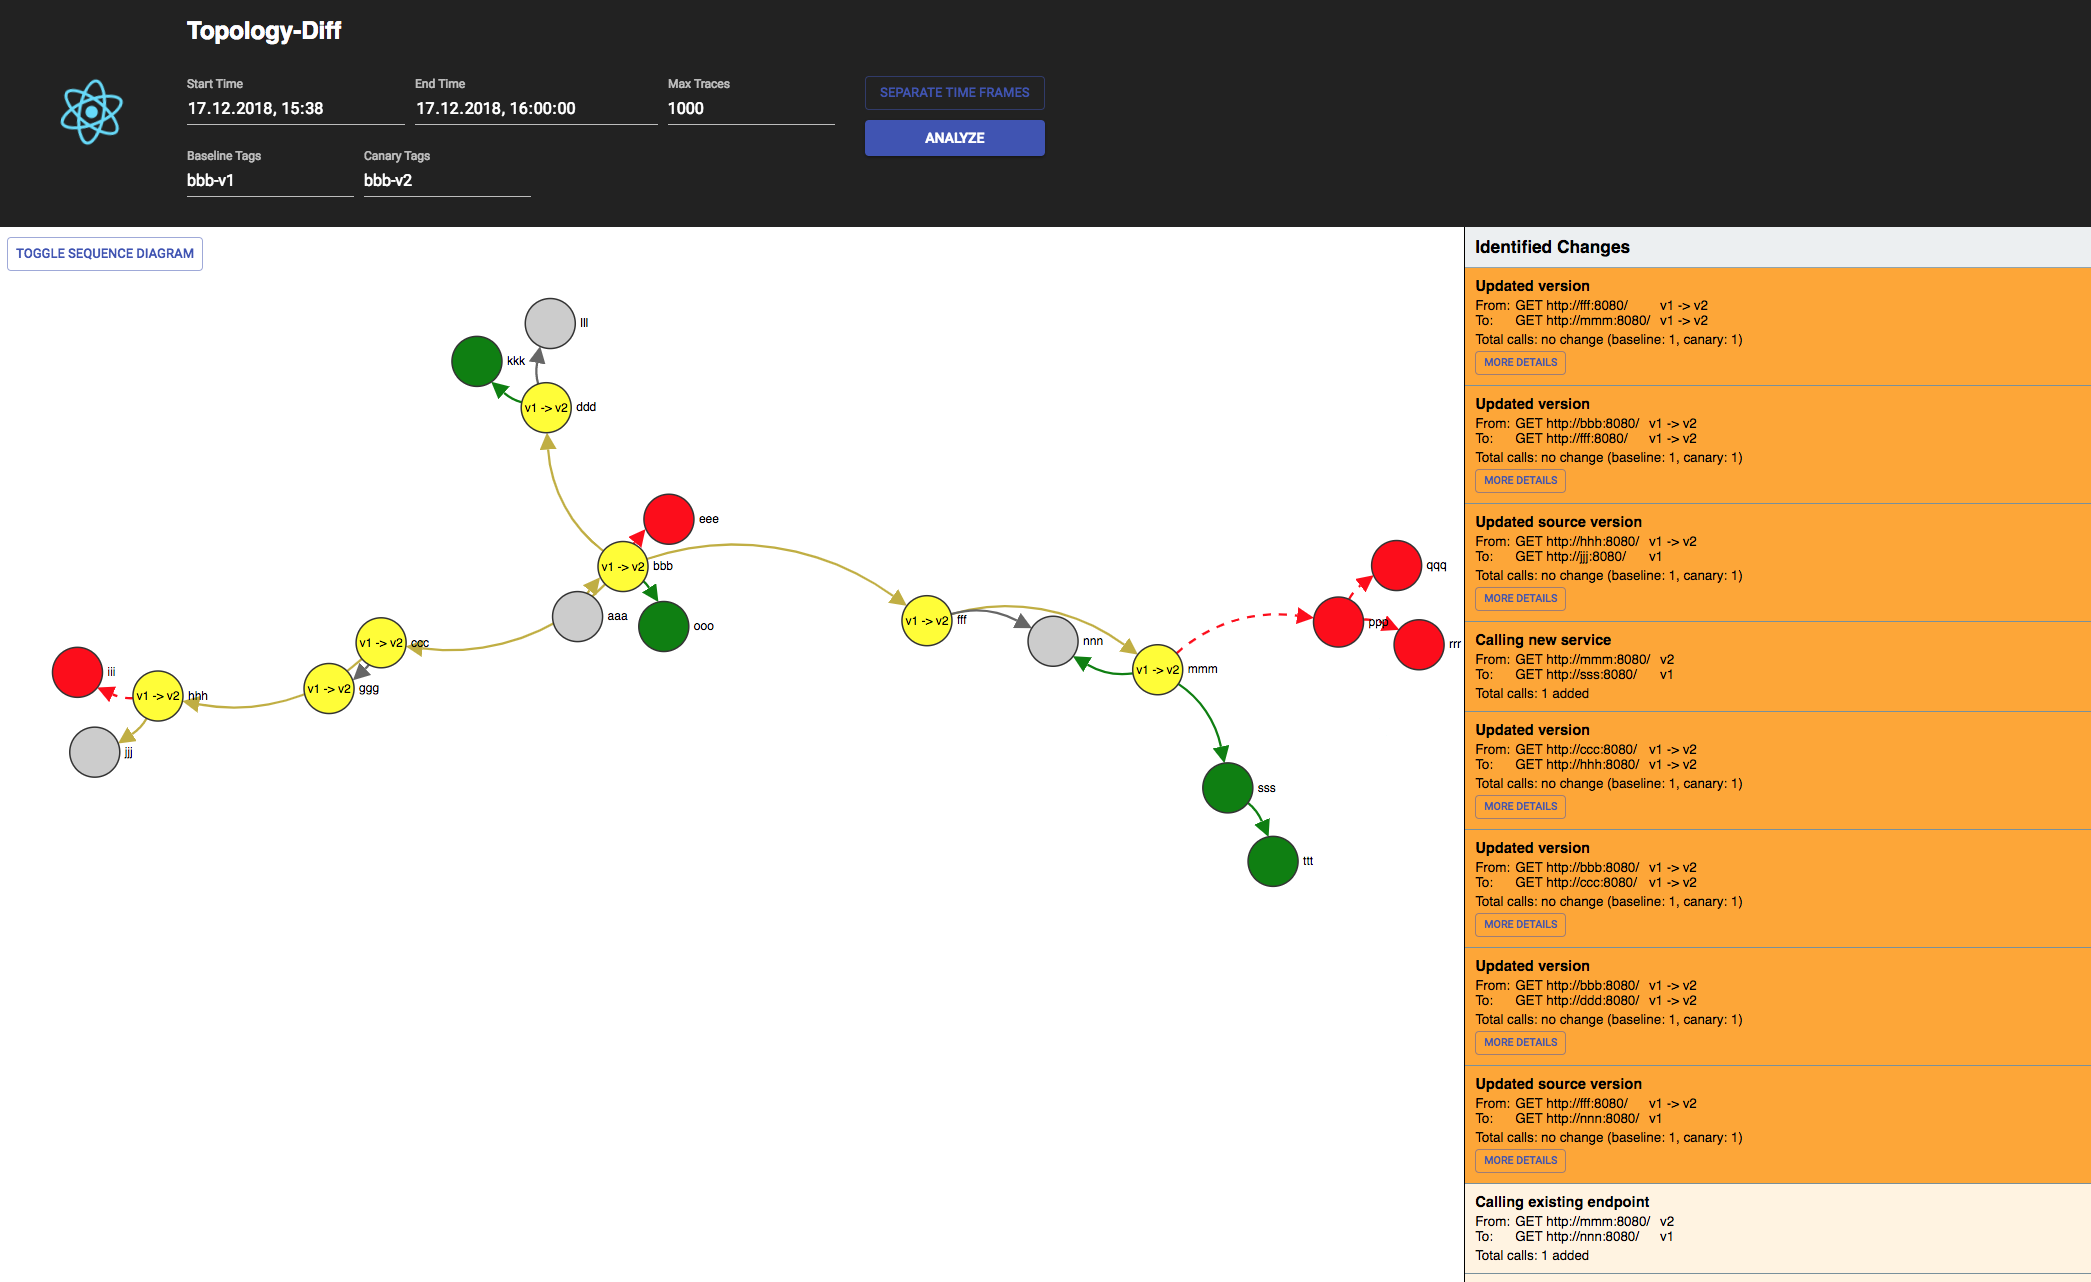 Topology-Diff
Start Time
17.12.2018, 15:38
End Time
17.12.2018, 16:00:00
Max Traces
1000
SEPARATE TIME FRAMES
ANALYZE
Baseline Tags
bbb-v1
Canary Tags
bbb-v2
TOGGLE SEQUENCE DIAGRAM
lll
kkk
v1 -> v2 ddd
eee
v1 -> v2 bbb
aaa
ooo
v1 -> v2 ccc
v1 -> v2 ggg
iii
v1 -> v2 hhh
jjj
v1 -> v2 fff
nnn
v1 -> v2 mmm
qqq
ppp
rrr
sss
ttt
Identified Changes
Updated version
From: GET http://fff:8080/ v1 -> v2
To: GET http://mmm:8080/ v1 -> v2
Total calls: no change (baseline: 1, canary: 1)
MORE DETAILS
Updated version
From: GET http://bbb:8080/ v1 -> v2
To: GET http://fff:8080/ v1 -> v2
Total calls: no change (baseline: 1, canary: 1)
MORE DETAILS
Updated source version
From: GET http://hhh:8080/ v1 -> v2
To: GET http://jjj:8080/ v1
Total calls: no change (baseline: 1, canary: 1)
MORE DETAILS
Calling new service
From: GET http://mmm:8080/ v2
To: GET http://sss:8080/ v1
Total calls: 1 added
Updated version
From: GET http://ccc:8080/ v1 -> v2
To: GET http://hhh:8080/ v1 -> v2
Total calls: no change (baseline: 1, canary: 1)
MORE DETAILS
Updated version
From: GET http://bbb:8080/ v1 -> v2
To: GET http://ccc:8080/ v1 -> v2
Total calls: no change (baseline: 1, canary: 1)
MORE DETAILS
Updated version
From: GET http://bbb:8080/ v1 -> v2
To: GET http://ddd:8080/ v1 -> v2
Total calls: no change (baseline: 1, canary: 1)
MORE DETAILS
Updated source version
From: GET http://fff:8080/ v1 -> v2
To: GET http://nnn:8080/ v1
Total calls: no change (baseline: 1, canary: 1)
MORE DETAILS
Calling existing endpoint
From: GET http://mmm:8080/ v2
To: GET http://nnn:8080/ v1
Total calls: 1 added